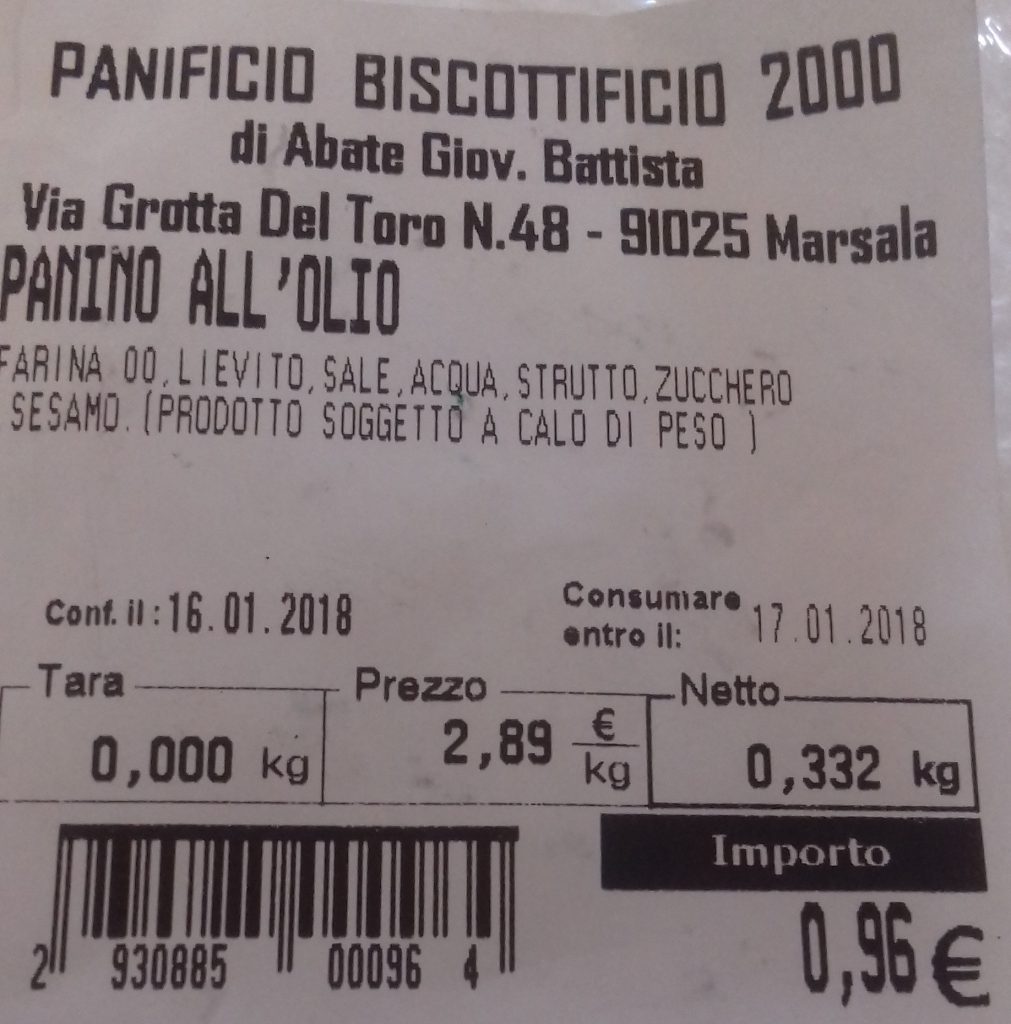 PANIFICIO BISCOTTIFICIO 2000
di Abate Giov. Battista
Via Grotta Del Toro N.48 - 91025 Marsala
PANINO ALL'OLIO
FARINA 00,LIEVITO,SALE,ACQUA,STRUTTO,ZUCCHERO
SESAMO.(PRODOTTO SOGGETTO A CALO DI PESO )
Conf. il : 16.01.2018
Consumare entro il: 17.01.2018
Tara Prezzo Netto
0,000 kg 2,89 €/kg 0,332 kg
Importo
0,96 €
2 930885 00096 4